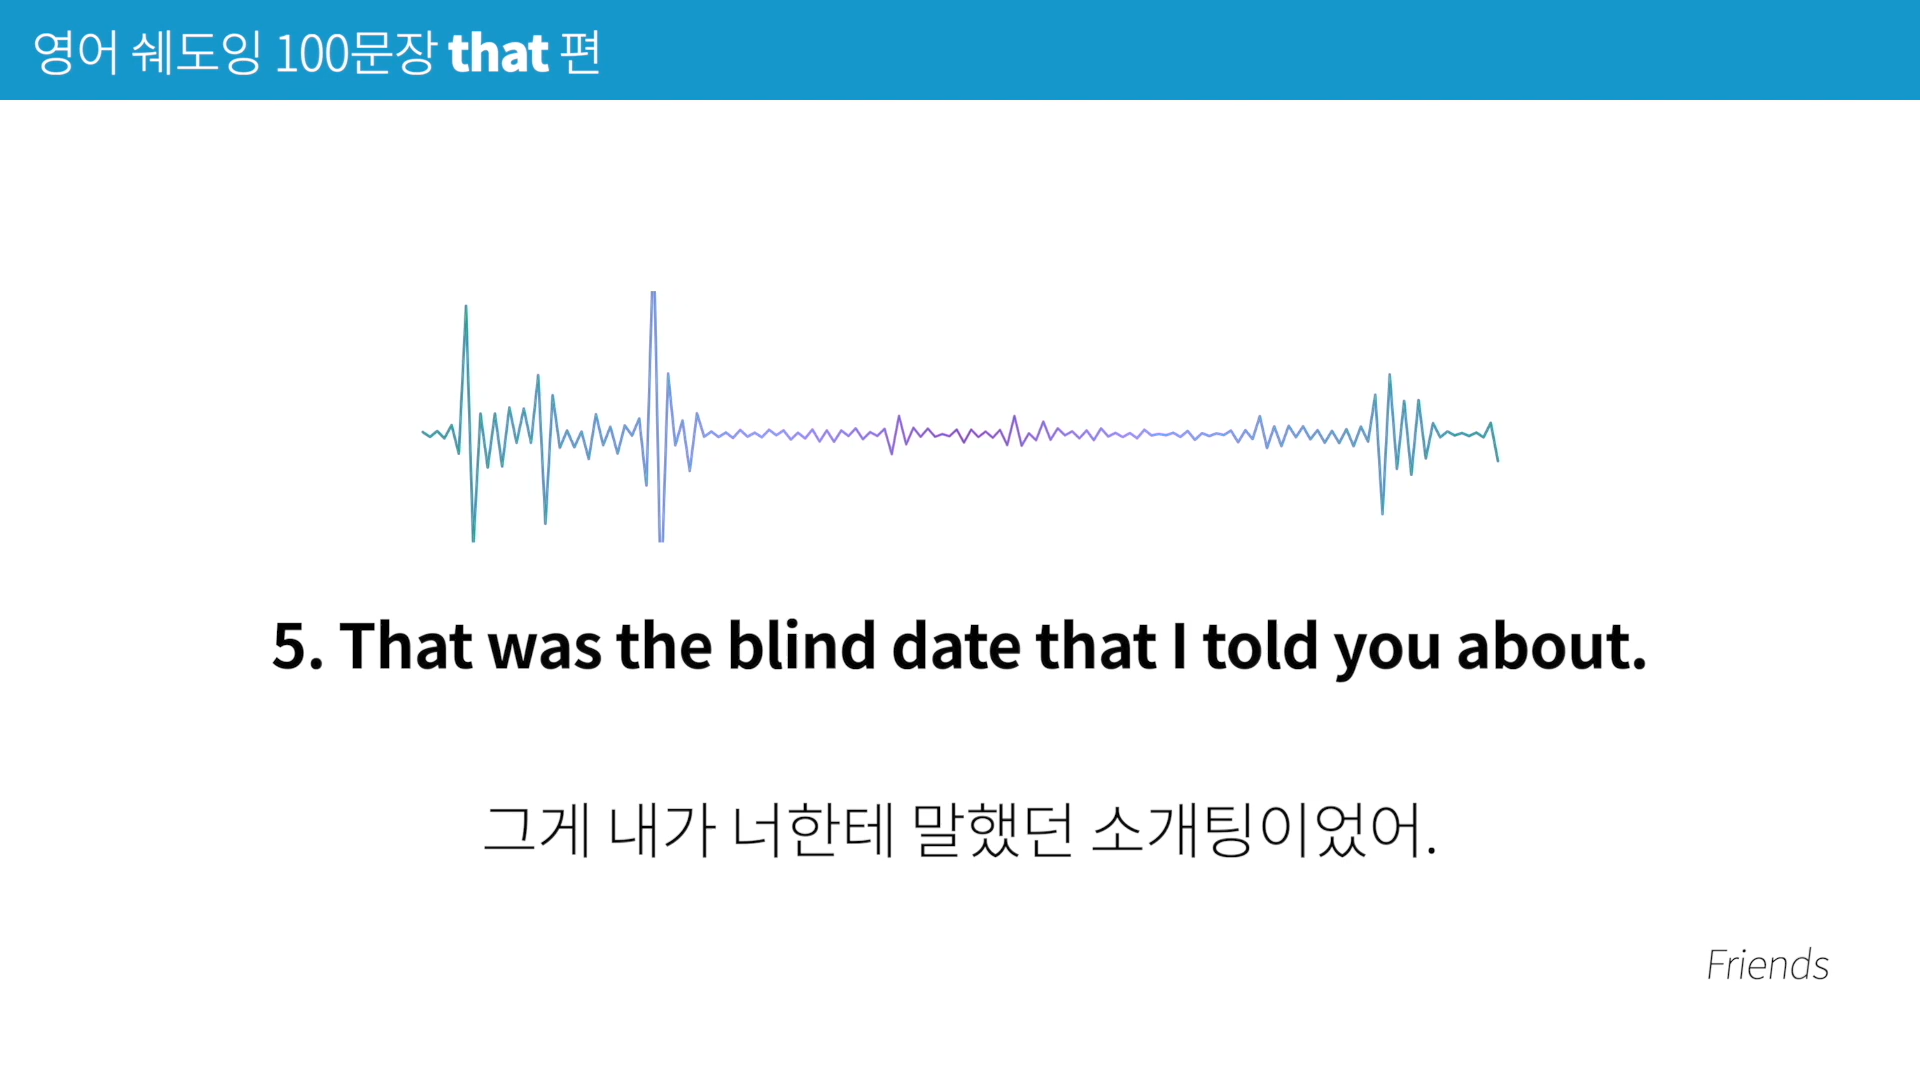 영어 쉐도잉 100문장 that 편
5. That was the blind date that I told you about.
그게 내가 너한테 말했던 소개팅이었어.
Friends